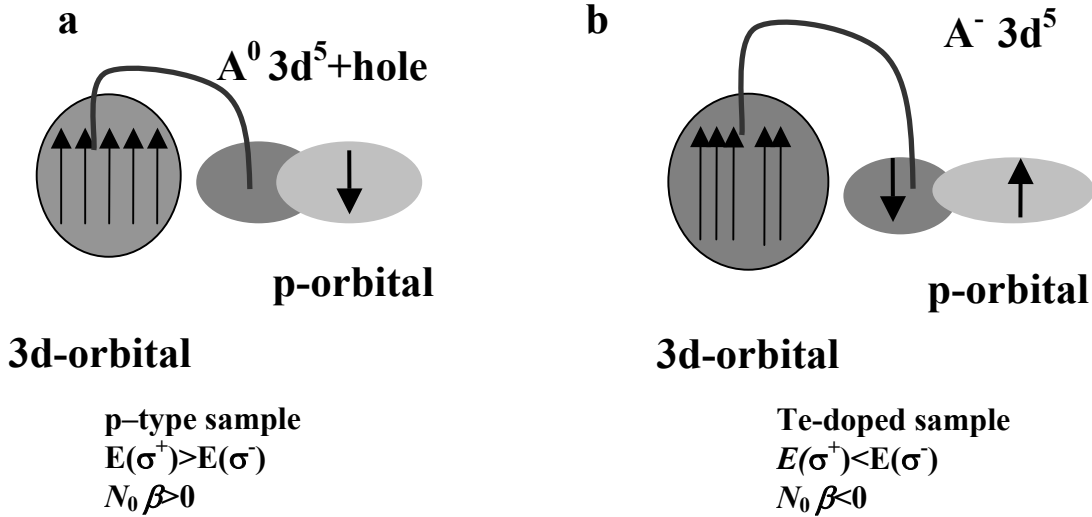 a
A⁰ 3d⁵+hole
p-orbital
3d-orbital
p–type sample
E(σ⁺)>E(σ⁻)
N₀ β>0
b
A⁻ 3d⁵
p-orbital
3d-orbital
Te-doped sample
E(σ⁺)<E(σ⁻)
N₀ β<0